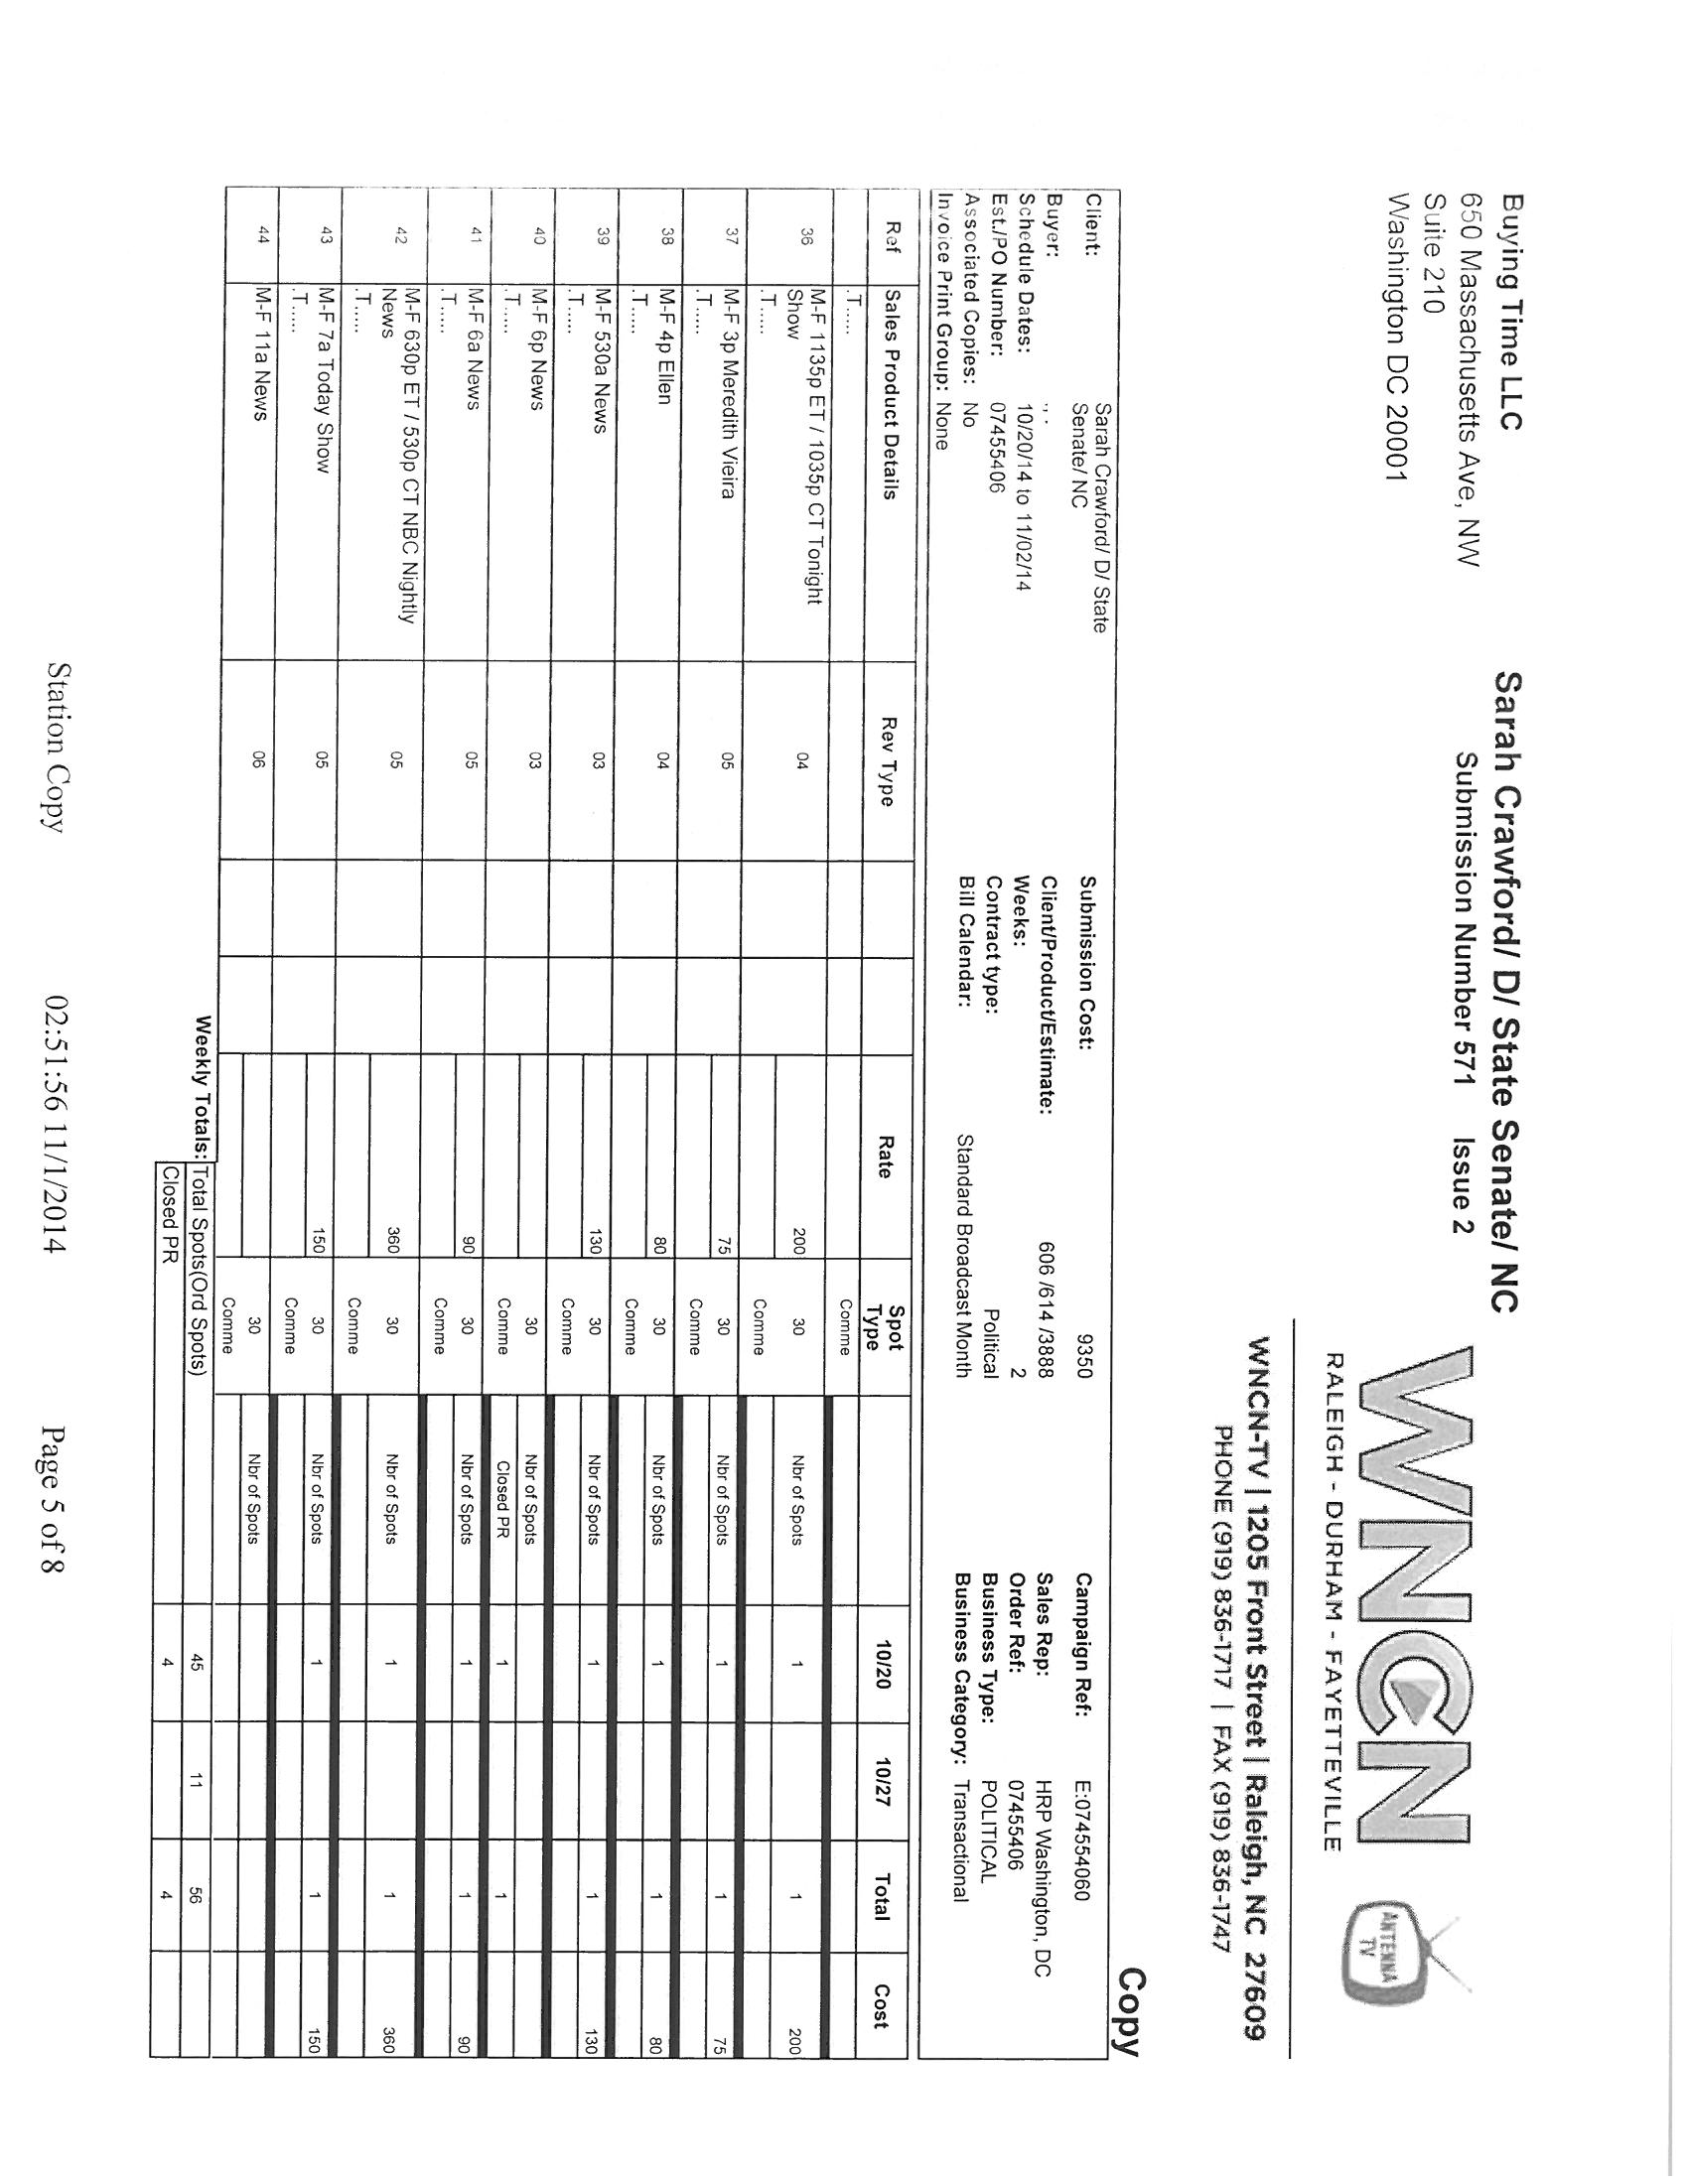 Buying Time LLC
650 Massachusetts Ave, NW
Suite 210
Washington DC 20001
Sarah Crawford/ D/ State Senate/ NC
Submission Number 571 Issue 2
WNCN
RALEIGH - DURHAM - FAYETTEVILLE
ANTENNA
TV
WNCN-TV | 1205 Front Street | Raleigh, NC 27609
PHONE (919) 836-1717 | FAX (919) 836-1747
Copy
Client: Sarah Crawford/ D/ State Senate/ NC
Buyer: ., .
Schedule Dates: 10/20/14 to 11/02/14
Est./PO Number: 07455406
Associated Copies: No
Invoice Print Group: None
Submission Cost: 9350
Client/Product/Estimate: 606 /614 /3888
Weeks: 2
Contract type: Political
Bill Calendar: Standard Broadcast Month
Campaign Ref: E:074554060
Sales Rep: HRP Washington, DC
Order Ref: 07455406
Business Type: POLITICAL
Business Category: Transactional
Ref Sales Product Details Rev Type Rate Spot Type 10/20 10/27 Total Cost
.T..... Comme
36 M-F 1135p ET / 1035p CT Tonight 04 200 30 Nbr of Spots 1 1 200
Show
.T..... Comme
37 M-F 3p Meredith Vieira 05 75 30 Nbr of Spots 1 1 75
.T..... Comme
38 M-F 4p Ellen 04 80 30 Nbr of Spots 1 1 80
.T..... Comme
39 M-F 530a News 03 130 30 Nbr of Spots 1 1 130
.T..... Comme
40 M-F 6p News 03 30 Nbr of Spots
.T..... Comme Closed PR 1 1
41 M-F 6a News 05 90 30 Nbr of Spots 1 1 90
.T..... Comme
42 M-F 630p ET / 530p CT NBC Nightly 05 360 30 Nbr of Spots 1 1 360
News
.T..... Comme
43 M-F 7a Today Show 05 150 30 Nbr of Spots 1 1 150
.T..... Comme
44 M-F 11a News 06 30 Nbr of Spots
Comme
Weekly Totals: Total Spots(Ord Spots) 45 11 56
Closed PR 4 4
Station Copy 02:51:56 11/1/2014 Page 5 of 8